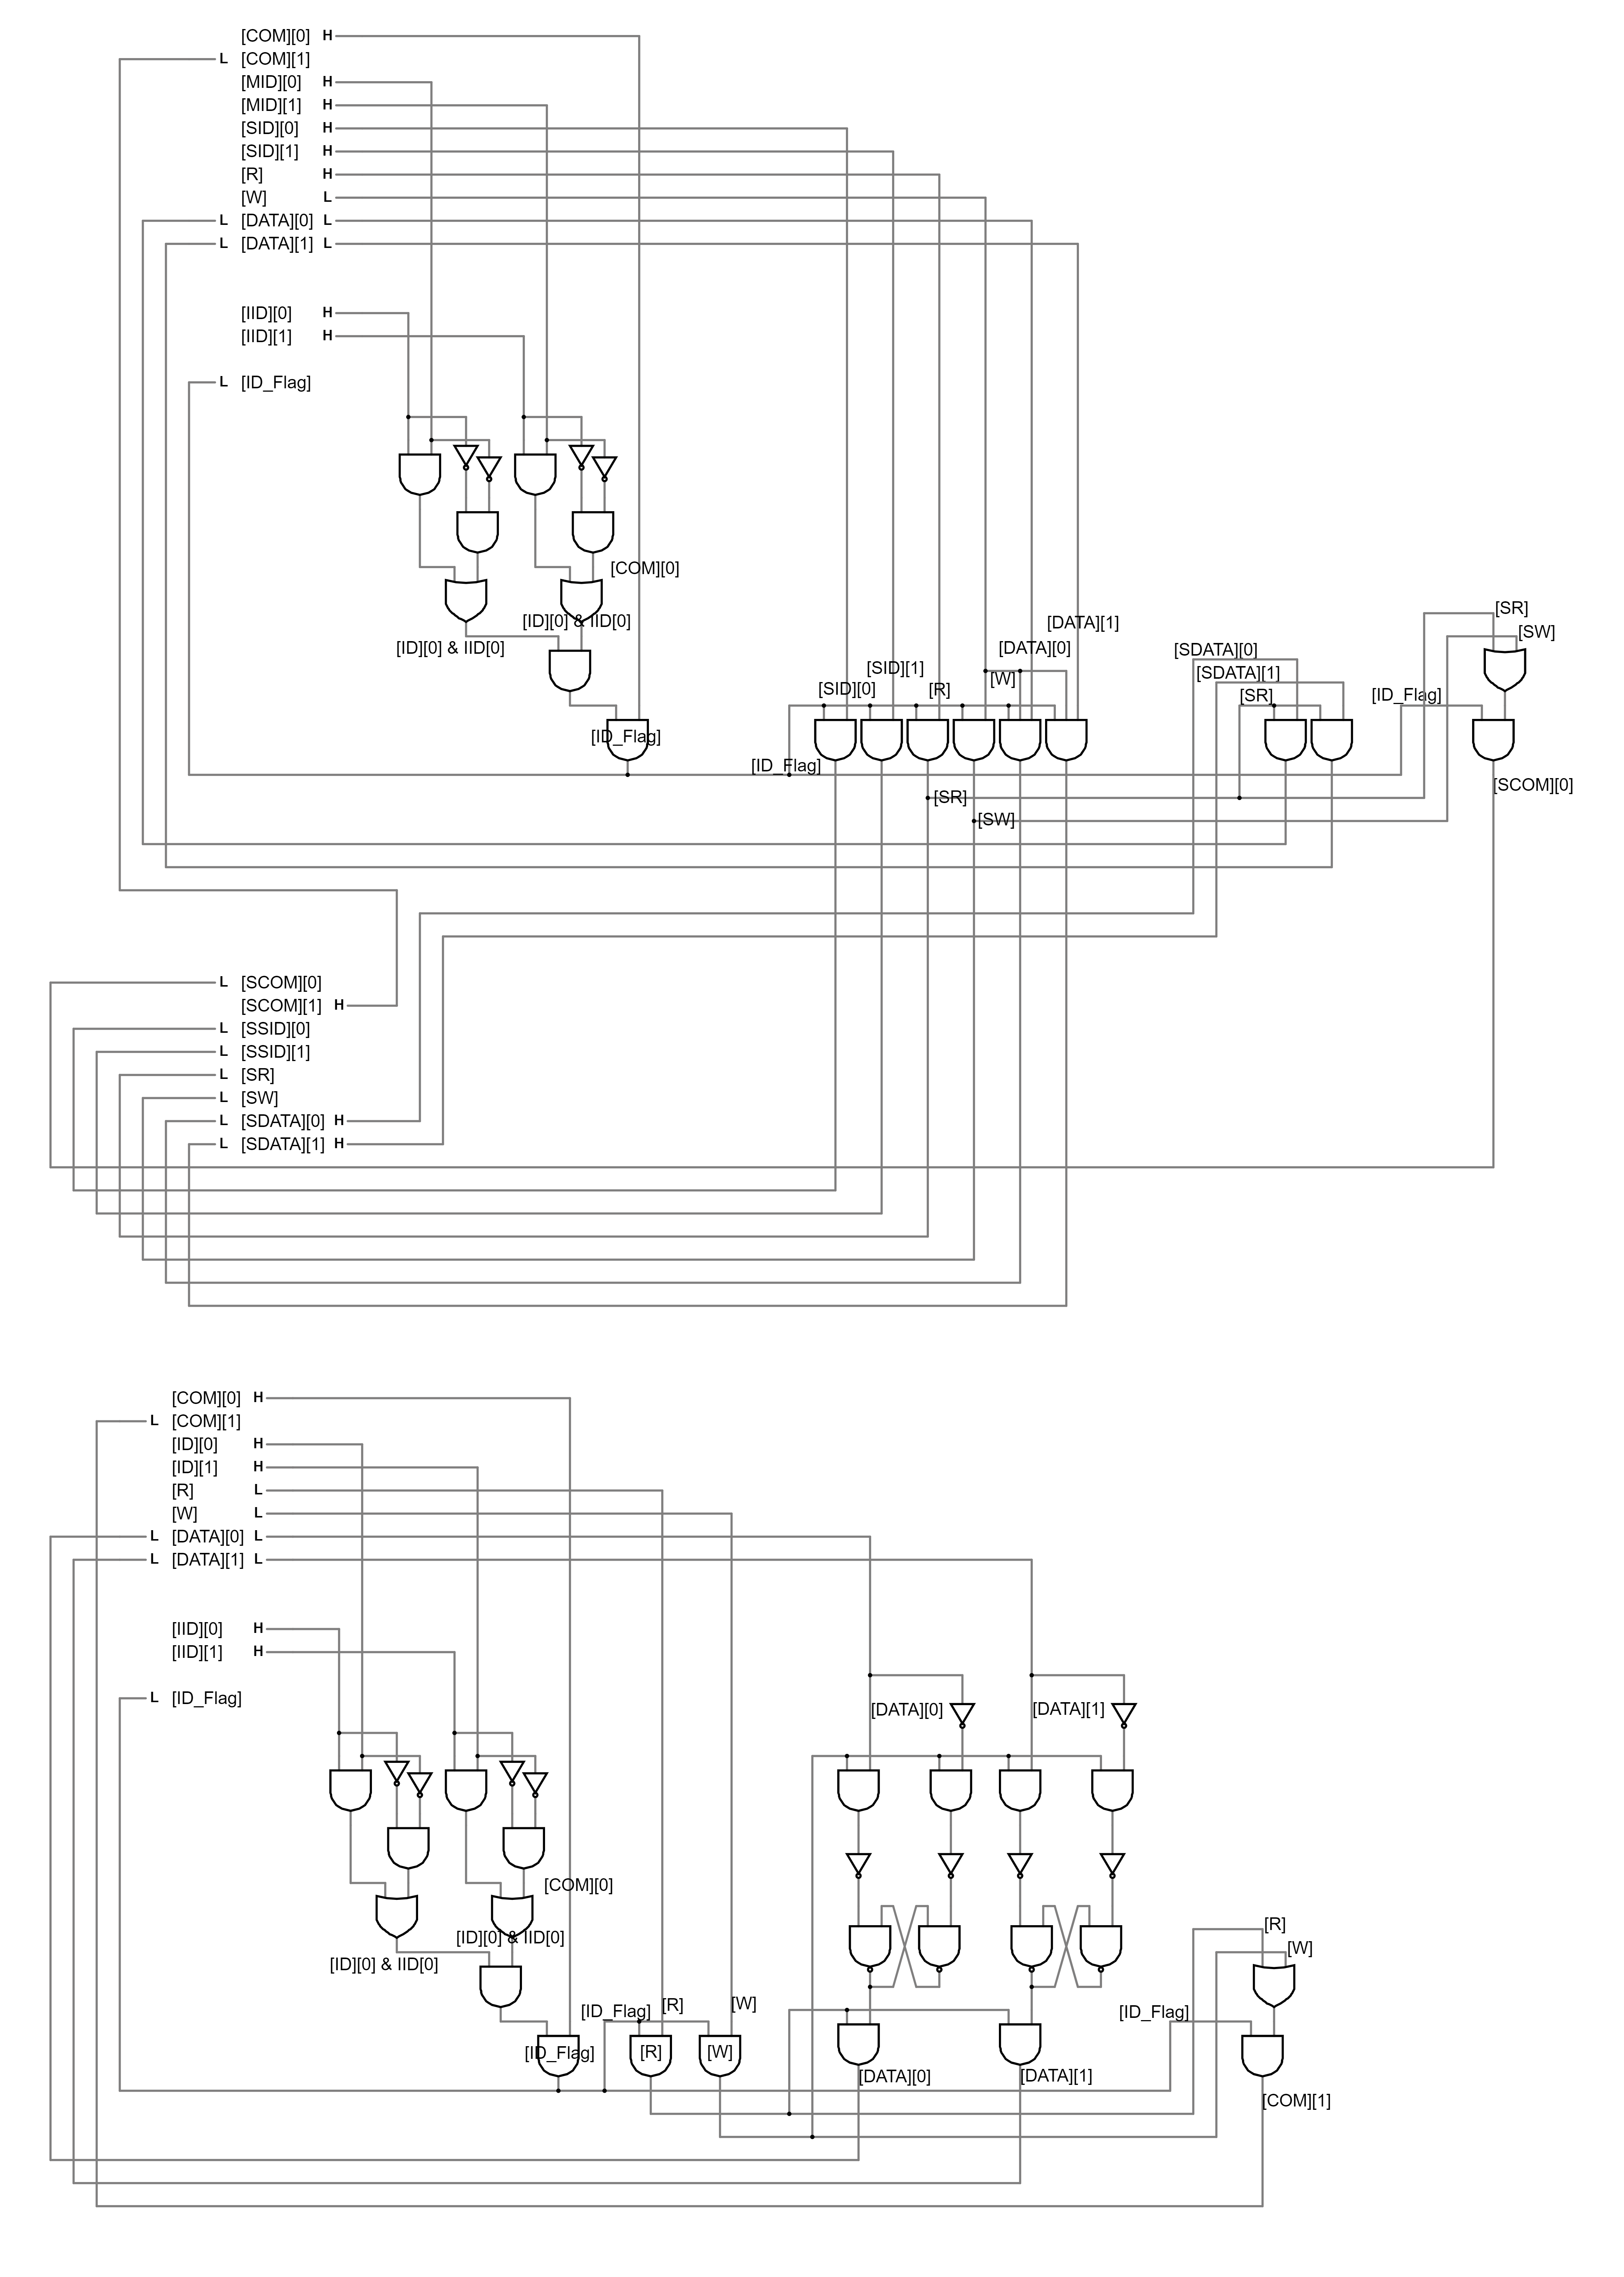 [COM][0] H
L [COM][1]
[MID][0] H
[MID][1] H
[SID][0] H
[SID][1] H
[R] H
[W] L
L [DATA][0] L
L [DATA][1] L
[IID][0] H
[IID][1] H
L [ID_Flag]
[COM][0]
[ID][0] & IID[0]
[ID][0] & IID[0]
[ID_Flag]
[ID_Flag]
[SID][0]
[SID][1]
[R]
[W]
[DATA][0]
[DATA][1]
[SR]
[SW]
[SDATA][0]
[SDATA][1]
[SR]
[ID_Flag]
[SR]
[SW]
[SCOM][0]
L [SCOM][0]
[SCOM][1] H
L [SSID][0]
L [SSID][1]
L [SR]
L [SW]
L [SDATA][0] H
L [SDATA][1] H
[COM][0] H
L [COM][1]
[ID][0] H
[ID][1] H
[R] L
[W] L
L [DATA][0] L
L [DATA][1] L
[IID][0] H
[IID][1] H
L [ID_Flag]
[DATA][0]
[DATA][1]
[COM][0]
[ID][0] & IID[0]
[ID][0] & IID[0]
[ID_Flag]
[ID_Flag]
[R]
[W]
[R]
[W]
[DATA][0]
[DATA][1]
[R]
[W]
[ID_Flag]
[COM][1]